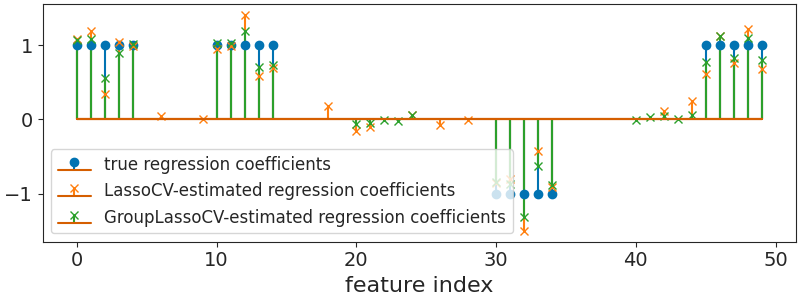 1
0
−1
true regression coefficients
LassoCV-estimated regression coefficients
GroupLassoCV-estimated regression coefficients
0 10 20 30 40 50
feature index